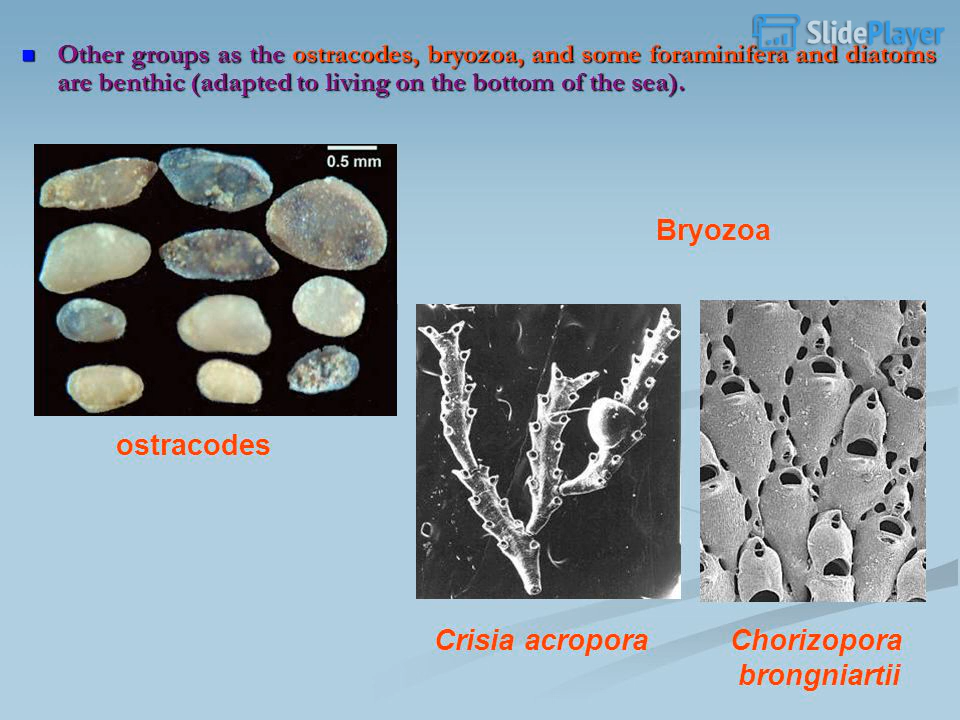 SlidePlayer
Other groups as the ostracodes, bryozoa, and some foraminifera and diatoms
are benthic (adapted to living on the bottom of the sea).
0.5 mm
Bryozoa
ostracodes
Crisia acropora
Chorizopora
brongniartii